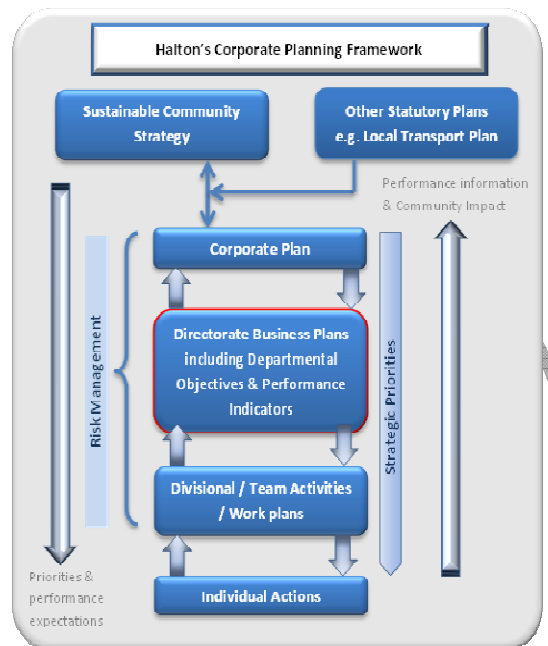 Halton's Corporate Planning Framework
Sustainable Community
Strategy
Other Statutory Plans
e.g. Local Transport Plan
Performance information
& Community Impact
Corporate Plan
Directorate Business Plans
including Departmental
Objectives & Performance
Indicators
Risk Management
Strategic Priorities
Divisional / Team Activities
/ Work plans
Priorities &
performance
expectations
Individual Actions